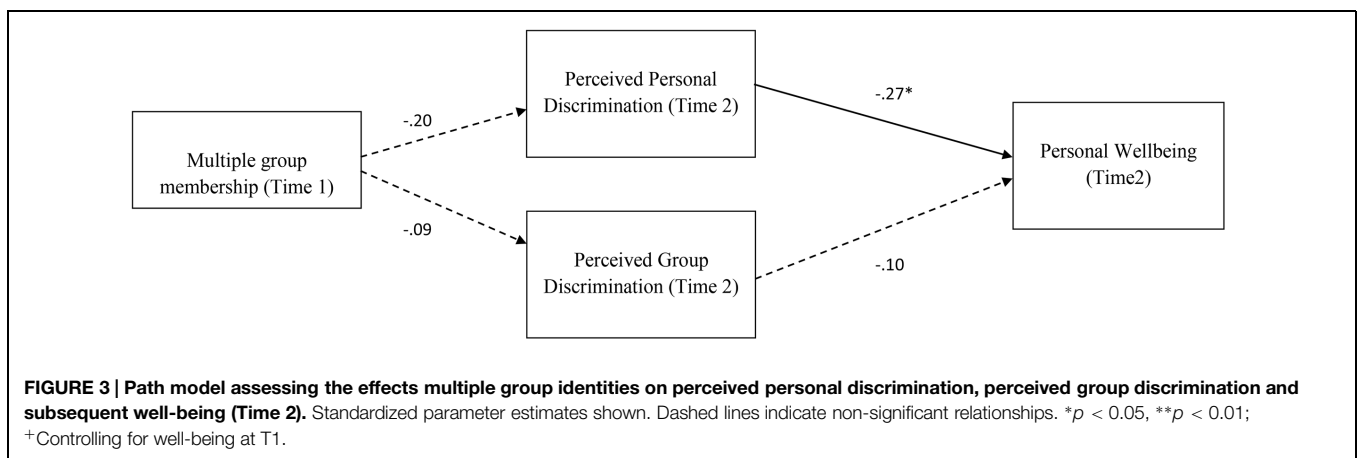 Multiple group
membership (Time 1)
-.20
-.09
Perceived Personal
Discrimination (Time 2)
Perceived Group
Discrimination (Time 2)
-.27*
-.10
Personal Wellbeing
(Time2)
FIGURE 3 | Path model assessing the effects multiple group identities on perceived personal discrimination, perceived group discrimination and
subsequent well-being (Time 2). Standardized parameter estimates shown. Dashed lines indicate non-significant relationships. *p < 0.05, **p < 0.01;
+Controlling for well-being at T1.